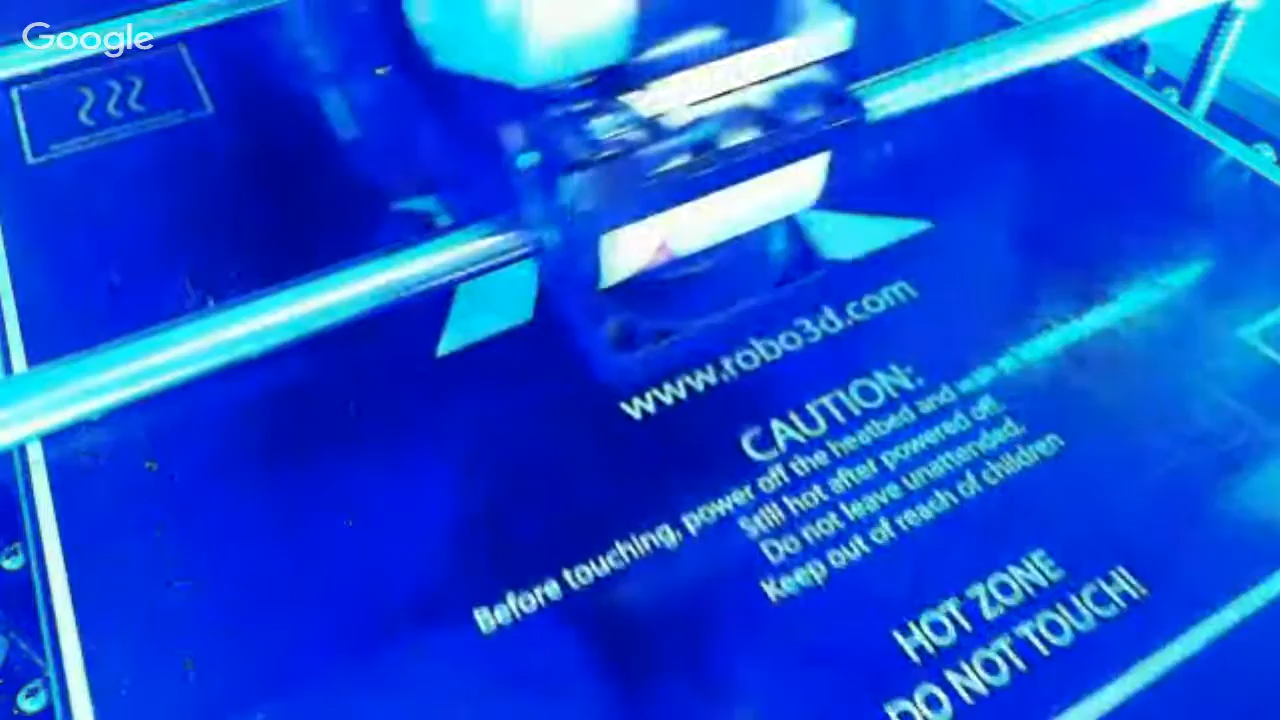 Google
www.robo3d.com
CAUTION:
Before touching, power off the heatbed and
Still hot after powered off.
Do not leave unattended.
Keep out of reach of children
HOT ZONE
DO NOT TOUCH!